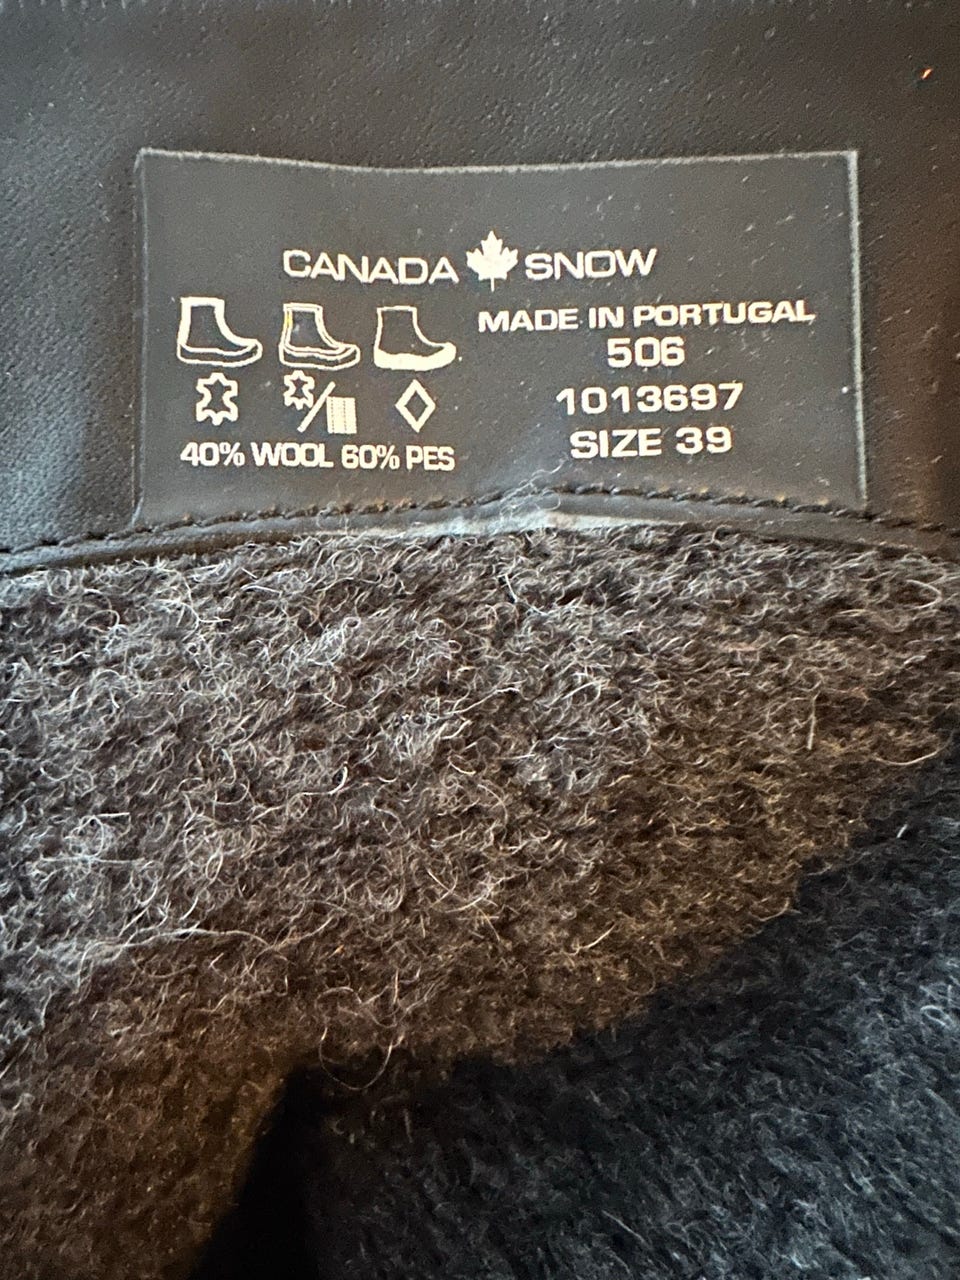 CANADA SNOW
MADE IN PORTUGAL
506
1013697
SIZE 39
40% WOOL 60% PES